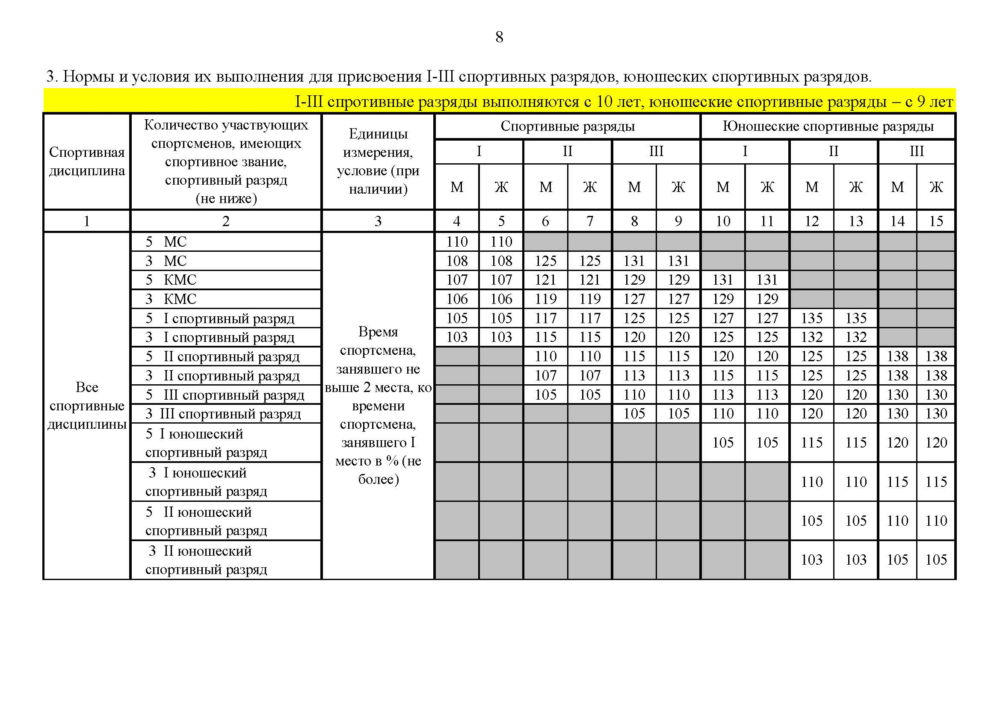 8
3. Нормы и условия их выполнения для присвоения I-III спортивных разрядов, юношеских спортивных разрядов.
I-III спротивные разряды выполняются с 10 лет, юношеские спортивные разряды – с 9 лет
Спортивная
дисциплина
Количество участвующих
спортсменов, имеющих
спортивное звание,
спортивный разряд
(не ниже)
Единицы
измерения,
условие (при
наличии)
Спортивные разряды
Юношеские спортивные разряды
I II III I II III
М Ж М Ж М Ж М Ж М Ж М Ж
1 2 3 4 5 6 7 8 9 10 11 12 13 14 15
Все
спортивные
дисциплины
Время
спортсмена,
занявшего не
выше 2 места, ко
времени
спортсмена,
занявшего I
место в % (не
более)
5 МС 110 110
3 МС 108 108 125 125 131 131
5 КМС 107 107 121 121 129 129 131 131
3 КМС 106 106 119 119 127 127 129 129
5 I спортивный разряд 105 105 117 117 125 125 127 127 135 135
3 I спортивный разряд 103 103 115 115 120 120 125 125 132 132
5 II спортивный разряд 110 110 115 115 120 120 125 125 138 138
3 II спортивный разряд 107 107 113 113 115 115 125 125 138 138
5 III спортивный разряд 105 105 110 110 113 113 120 120 130 130
3 III спортивный разряд 105 105 110 110 120 120 130 130
5 I юношеский
спортивный разряд 105 105 115 115 120 120
3 I юношеский
спортивный разряд 110 110 115 115
5 II юношеский
спортивный разряд 105 105 110 110
3 II юношеский
спортивный разряд 103 103 105 105